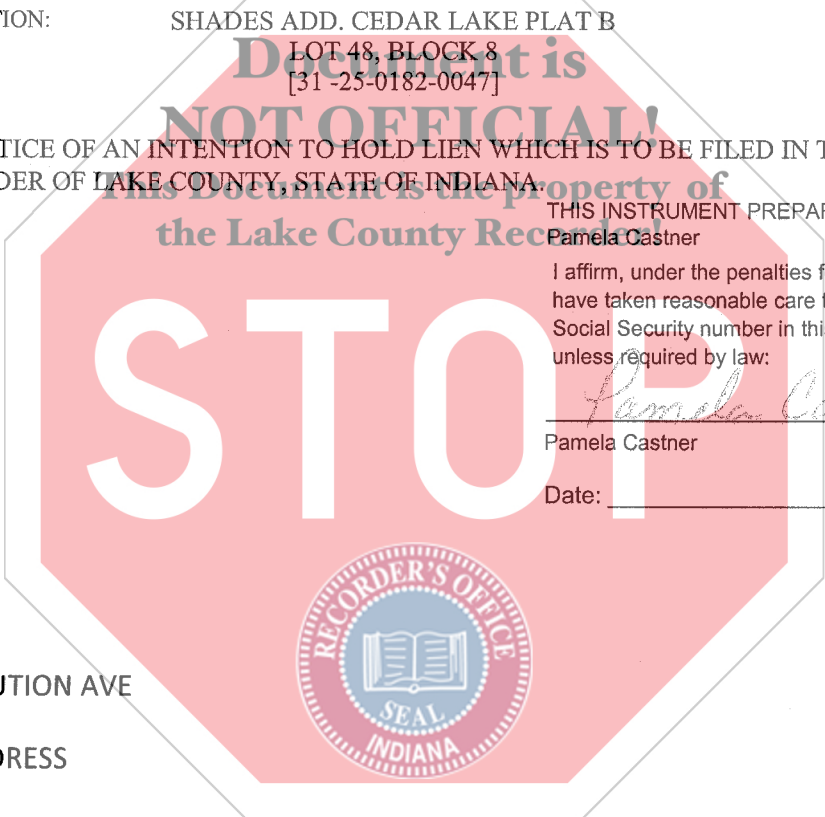 TION: SHADES ADD. CEDAR LAKE PLAT B
LOT 48, BLOCK 8
[31 -25-0182-0047]
Document is
NOT OFFICIAL!
This Document is the property of
the Lake County Recorder!
TICE OF AN INTENTION TO HOLD LIEN WHICH IS TO BE FILED IN T
DER OF LAKE COUNTY, STATE OF INDIANA.
THIS INSTRUMENT PREPAR
Pamela Castner
I affirm, under the penalties f
have taken reasonable care t
Social Security number in thi
unless required by law:
Pamela Ca
Pamela Castner
Date:
STOP
RECORDER'S OFFICE
SEAL
INDIANA
UTION AVE
DRESS